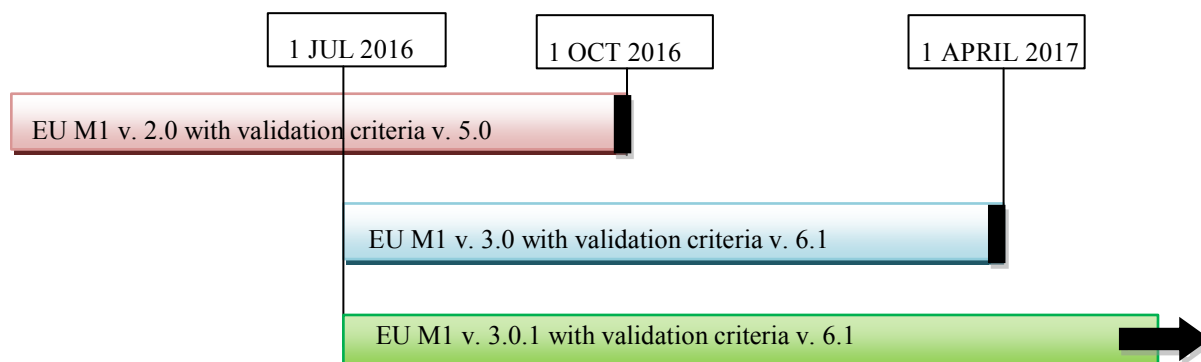 1 JUL 2016
1 OCT 2016
1 APRIL 2017
EU M1 v. 2.0 with validation criteria v. 5.0
EU M1 v. 3.0 with validation criteria v. 6.1
EU M1 v. 3.0.1 with validation criteria v. 6.1